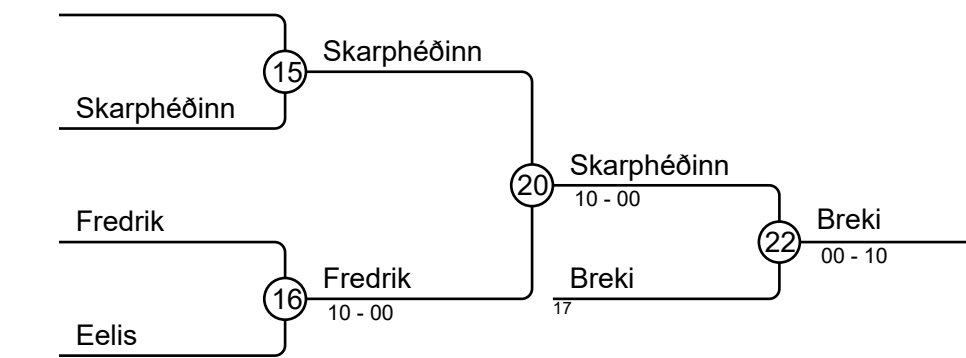 Skarphéðinn
15
Skarphéðinn
Skarphéðinn
20
10 - 00
Fredrik
Breki
22
00 - 10
Fredrik
Breki
16
10 - 00
17
Eelis